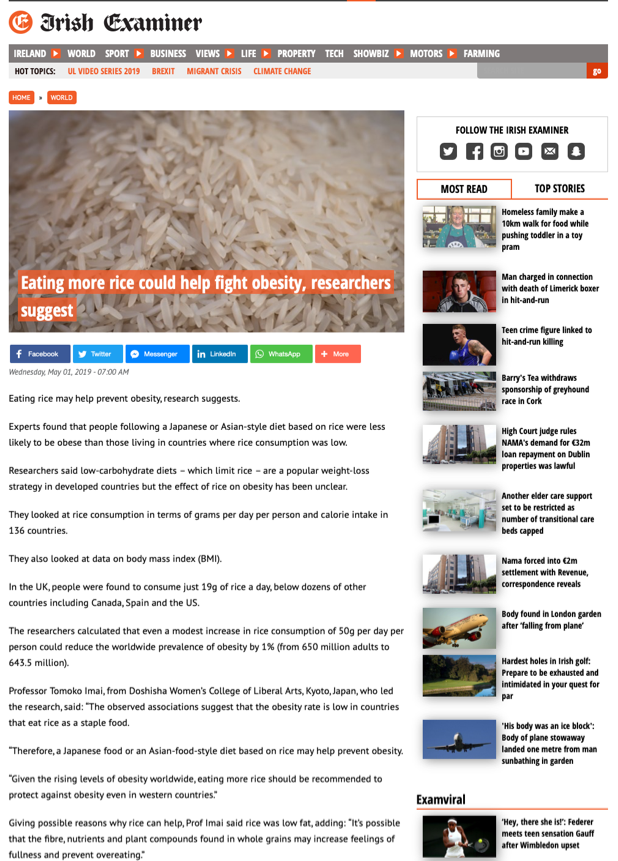 Irish Examiner
IRELAND WORLD SPORT BUSINESS VIEWS LIFE PROPERTY TECH SHOWBIZ MOTORS FARMING
HOT TOPICS: UL VIDEO SERIES 2019 BREXIT MIGRANT CRISIS CLIMATE CHANGE
go
HOME » WORLD
Eating more rice could help fight obesity, researchers
suggest
Facebook Twitter Messenger LinkedIn WhatsApp More
Wednesday, May 01, 2019 - 07:00 AM
Eating rice may help prevent obesity, research suggests.
Experts found that people following a Japanese or Asian-style diet based on rice were less
likely to be obese than those living in countries where rice consumption was low.
Researchers said low-carbohydrate diets – which limit rice – are a popular weight-loss
strategy in developed countries but the effect of rice on obesity has been unclear.
They looked at rice consumption in terms of grams per day per person and calorie intake in
136 countries.
They also looked at data on body mass index (BMI).
In the UK, people were found to consume just 19g of rice a day, below dozens of other
countries including Canada, Spain and the US.
The researchers calculated that even a modest increase in rice consumption of 50g per day per
person could reduce the worldwide prevalence of obesity by 1% (from 650 million adults to
643.5 million).
Professor Tomoko Imai, from Doshisha Women's College of Liberal Arts, Kyoto, Japan, who led
the research, said: "The observed associations suggest that the obesity rate is low in countries
that eat rice as a staple food.
"Therefore, a Japanese food or an Asian-food-style diet based on rice may help prevent obesity.
"Given the rising levels of obesity worldwide, eating more rice should be recommended to
protect against obesity even in western countries."
Giving possible reasons why rice can help, Prof Imai said rice was low fat, adding: "It's possible
that the fibre, nutrients and plant compounds found in whole grains may increase feelings of
fullness and prevent overeating."
FOLLOW THE IRISH EXAMINER
MOST READ TOP STORIES
Homeless family make a
10km walk for food while
pushing toddler in a toy
pram
Man charged in connection
with death of Limerick boxer
in hit-and-run
Teen crime figure linked to
hit-and-run killing
Barry's Tea withdraws
sponsorship of greyhound
race in Cork
High Court judge rules
NAMA's demand for €32m
loan repayment on Dublin
properties was lawful
Another elder care support
set to be restricted as
number of transitional care
beds capped
Nama forced into €2m
settlement with Revenue,
correspondence reveals
Body found in London garden
after 'falling from plane'
Hardest holes in Irish golf:
Prepare to be exhausted and
intimidated in your quest for
par
'His body was an ice block':
Body of plane stowaway
landed one metre from man
sunbathing in garden
Examviral
'Hey, there she is!': Federer
meets teen sensation Gauff
after Wimbledon upset